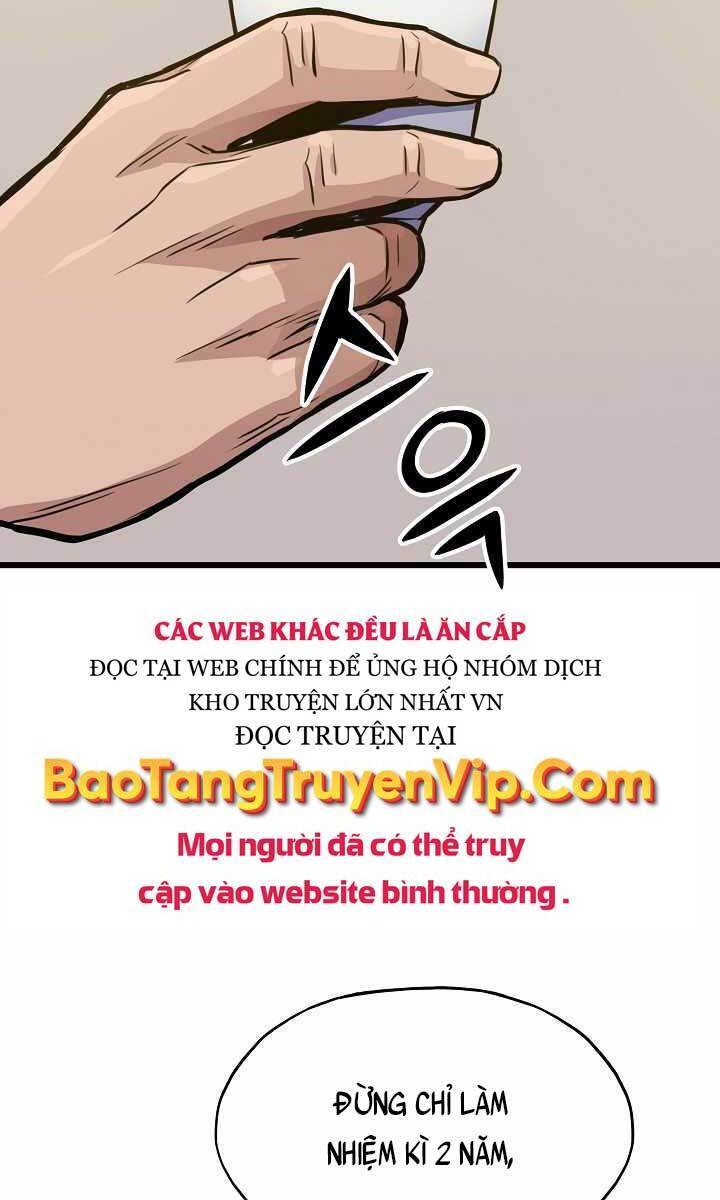 스윽
CÁC WEB KHÁC ĐỀU LÀ ĂN CẮP
ĐỌC TẠI WEB CHÍNH ĐỂ ỦNG HỘ NHÓM DỊCH
KHO TRUYỆN LỚN NHẤT VN
ĐỌC TRUYỆN TẠI
BaoTangTruyenVip.Com
Mọi người đã có thể truy
cập vào website bình thường .
ĐỪNG CHỈ LÀM
NHIỆM KÌ 2 NĂM,